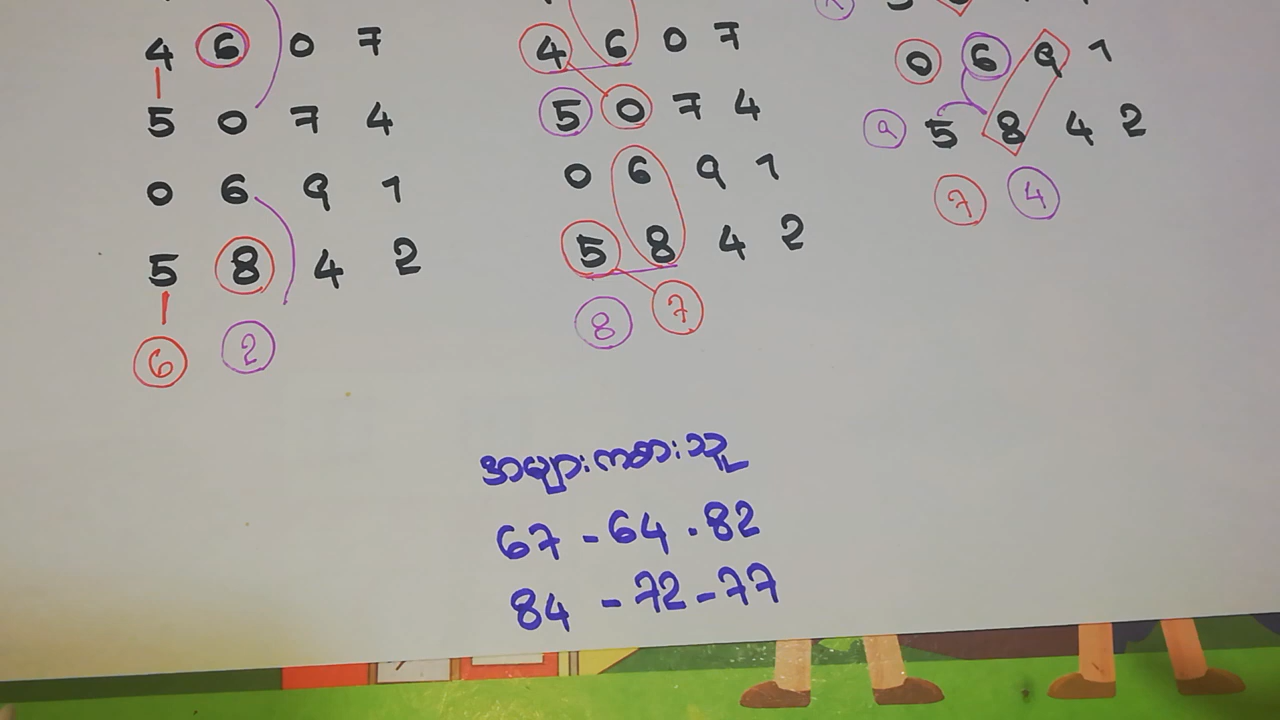 4 6 0 7
5 0 7 4
0 6 9 1
5 8 4 2
6 2
4 6 0 7
5 0 7 4
0 6 9 1
5 8 4 2
8 7
0 6 9 1
9 5 8 4 2
7 4
67 - 64 . 82
84 - 72 - 77